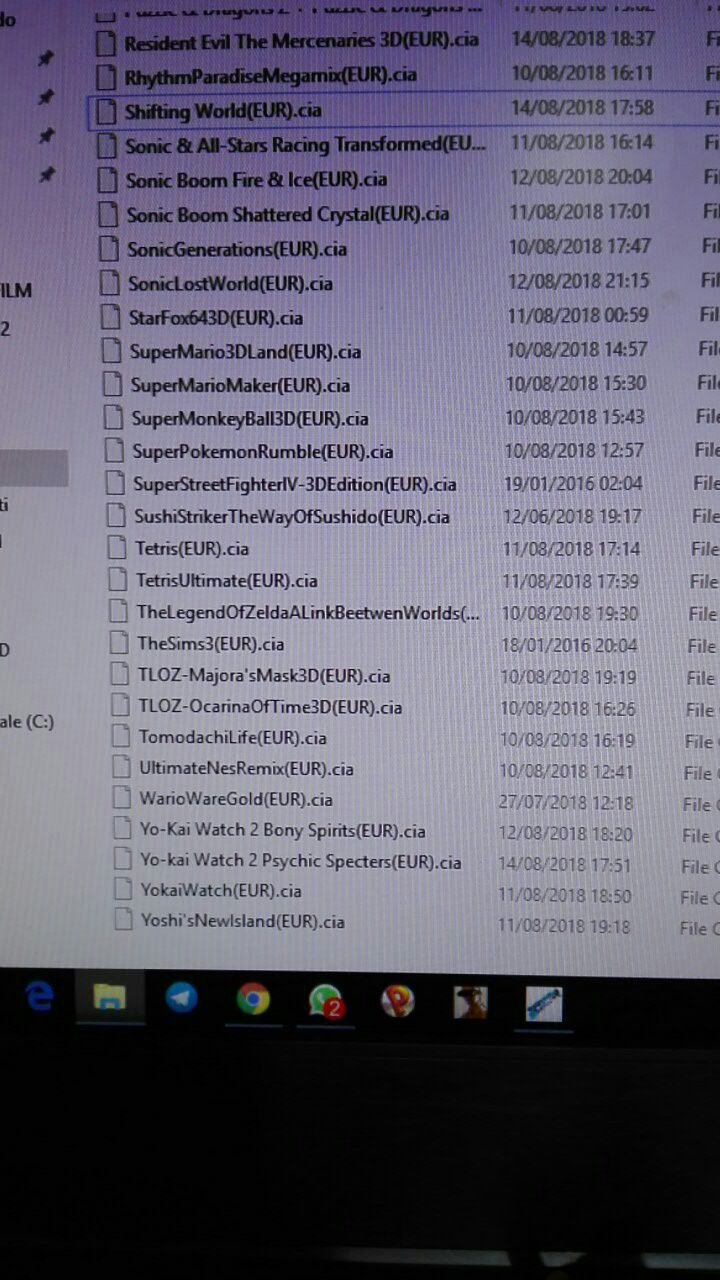 do
Resident Evil The Mercenaries 3D(EUR).cia 14/08/2018 18:37 Fi
RhythmParadiseMegamix(EUR).cia 10/08/2018 16:11 Fi
Shifting World(EUR).cia 14/08/2018 17:58 Fi
Sonic & All-Stars Racing Transformed(EU... 11/08/2018 16:14 Fi
Sonic Boom Fire & Ice(EUR).cia 12/08/2018 20:04 Fi
Sonic Boom Shattered Crystal(EUR).cia 11/08/2018 17:01 Fi
SonicGenerations(EUR).cia 10/08/2018 17:47 Fil
ILM SonicLostWorld(EUR).cia 12/08/2018 21:15 Fil
2 StarFox643D(EUR).cia 11/08/2018 00:59 Fil
SuperMario3DLand(EUR).cia 10/08/2018 14:57 Fil
SuperMarioMaker(EUR).cia 10/08/2018 15:30 Fil
SuperMonkeyBall3D(EUR).cia 10/08/2018 15:43 File
SuperPokemonRumble(EUR).cia 10/08/2018 12:57 File
SuperStreetFighterIV-3DEdition(EUR).cia 19/01/2016 02:04 File
ti SushiStrikerTheWayOfSushido(EUR).cia 12/06/2018 19:17 File
Tetris(EUR).cia 11/08/2018 17:14 File
TetrisUltimate(EUR).cia 11/08/2018 17:39 File
TheLegendOfZeldaALinkBeetwenWorlds(... 10/08/2018 19:30 File
D TheSims3(EUR).cia 18/01/2016 20:04 File
TLOZ-Majora'sMask3D(EUR).cia 10/08/2018 19:19 File
TLOZ-OcarinaOfTime3D(EUR).cia 10/08/2018 16:26 File
ale (C:) TomodachiLife(EUR).cia 10/08/2018 16:19 File
UltimateNesRemix(EUR).cia 10/08/2018 12:41 File C
WarioWareGold(EUR).cia 27/07/2018 12:18 File C
Yo-Kai Watch 2 Bony Spirits(EUR).cia 12/08/2018 18:20 File C
Yo-kai Watch 2 Psychic Specters(EUR).cia 14/08/2018 17:51 File C
YokaiWatch(EUR).cia 11/08/2018 18:50 File C
Yoshi'sNewIsland(EUR).cia 11/08/2018 19:18 File C
2